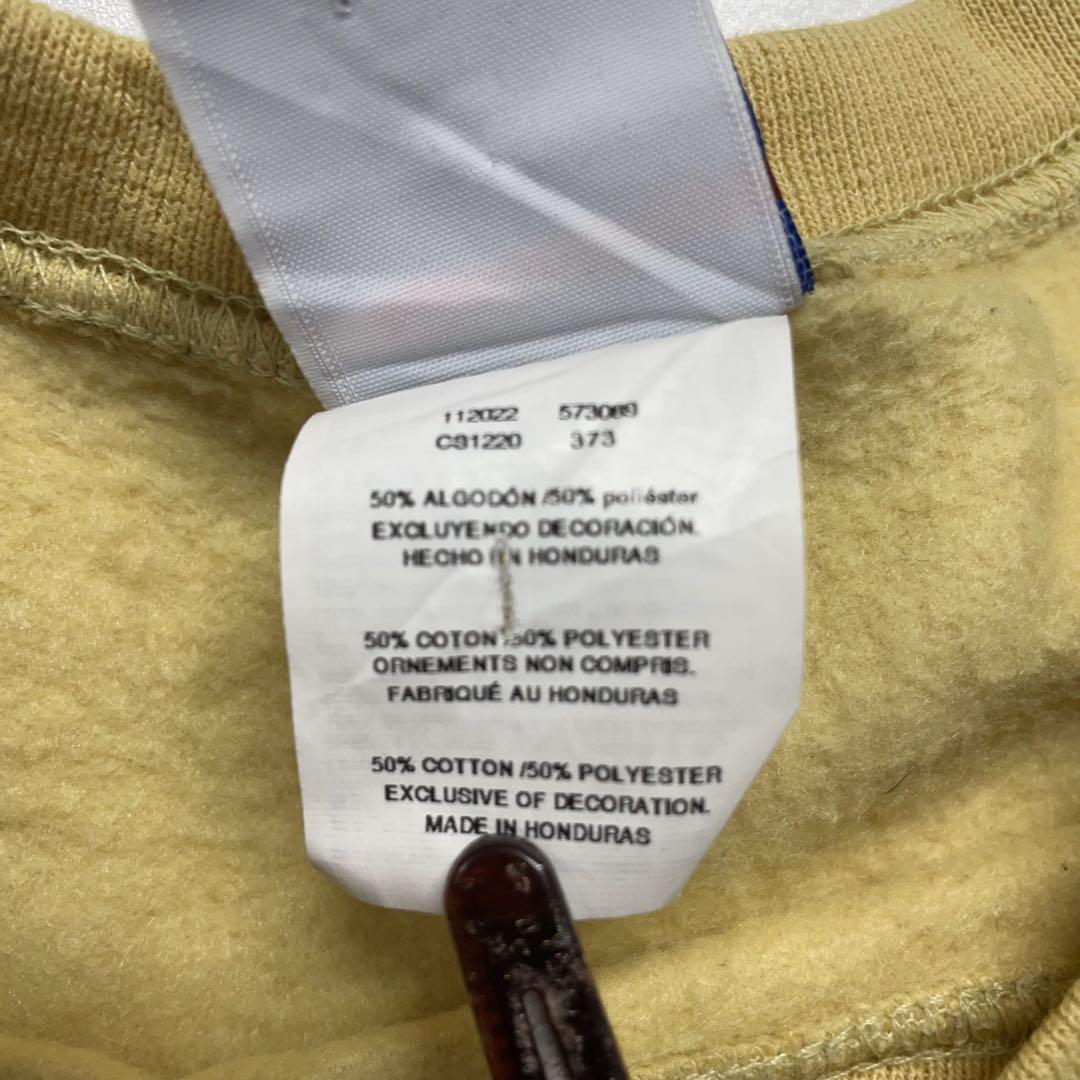 112022 573089
CS1220 373
50% ALGODÓN /50% poliéster
EXCLUYENDO DECORACIÓN.
HECHO EN HONDURAS
50% COTON /50% POLYESTER
ORNEMENTS NON COMPRIS.
FABRIQUÉ AU HONDURAS
50% COTTON /50% POLYESTER
EXCLUSIVE OF DECORATION.
MADE IN HONDURAS